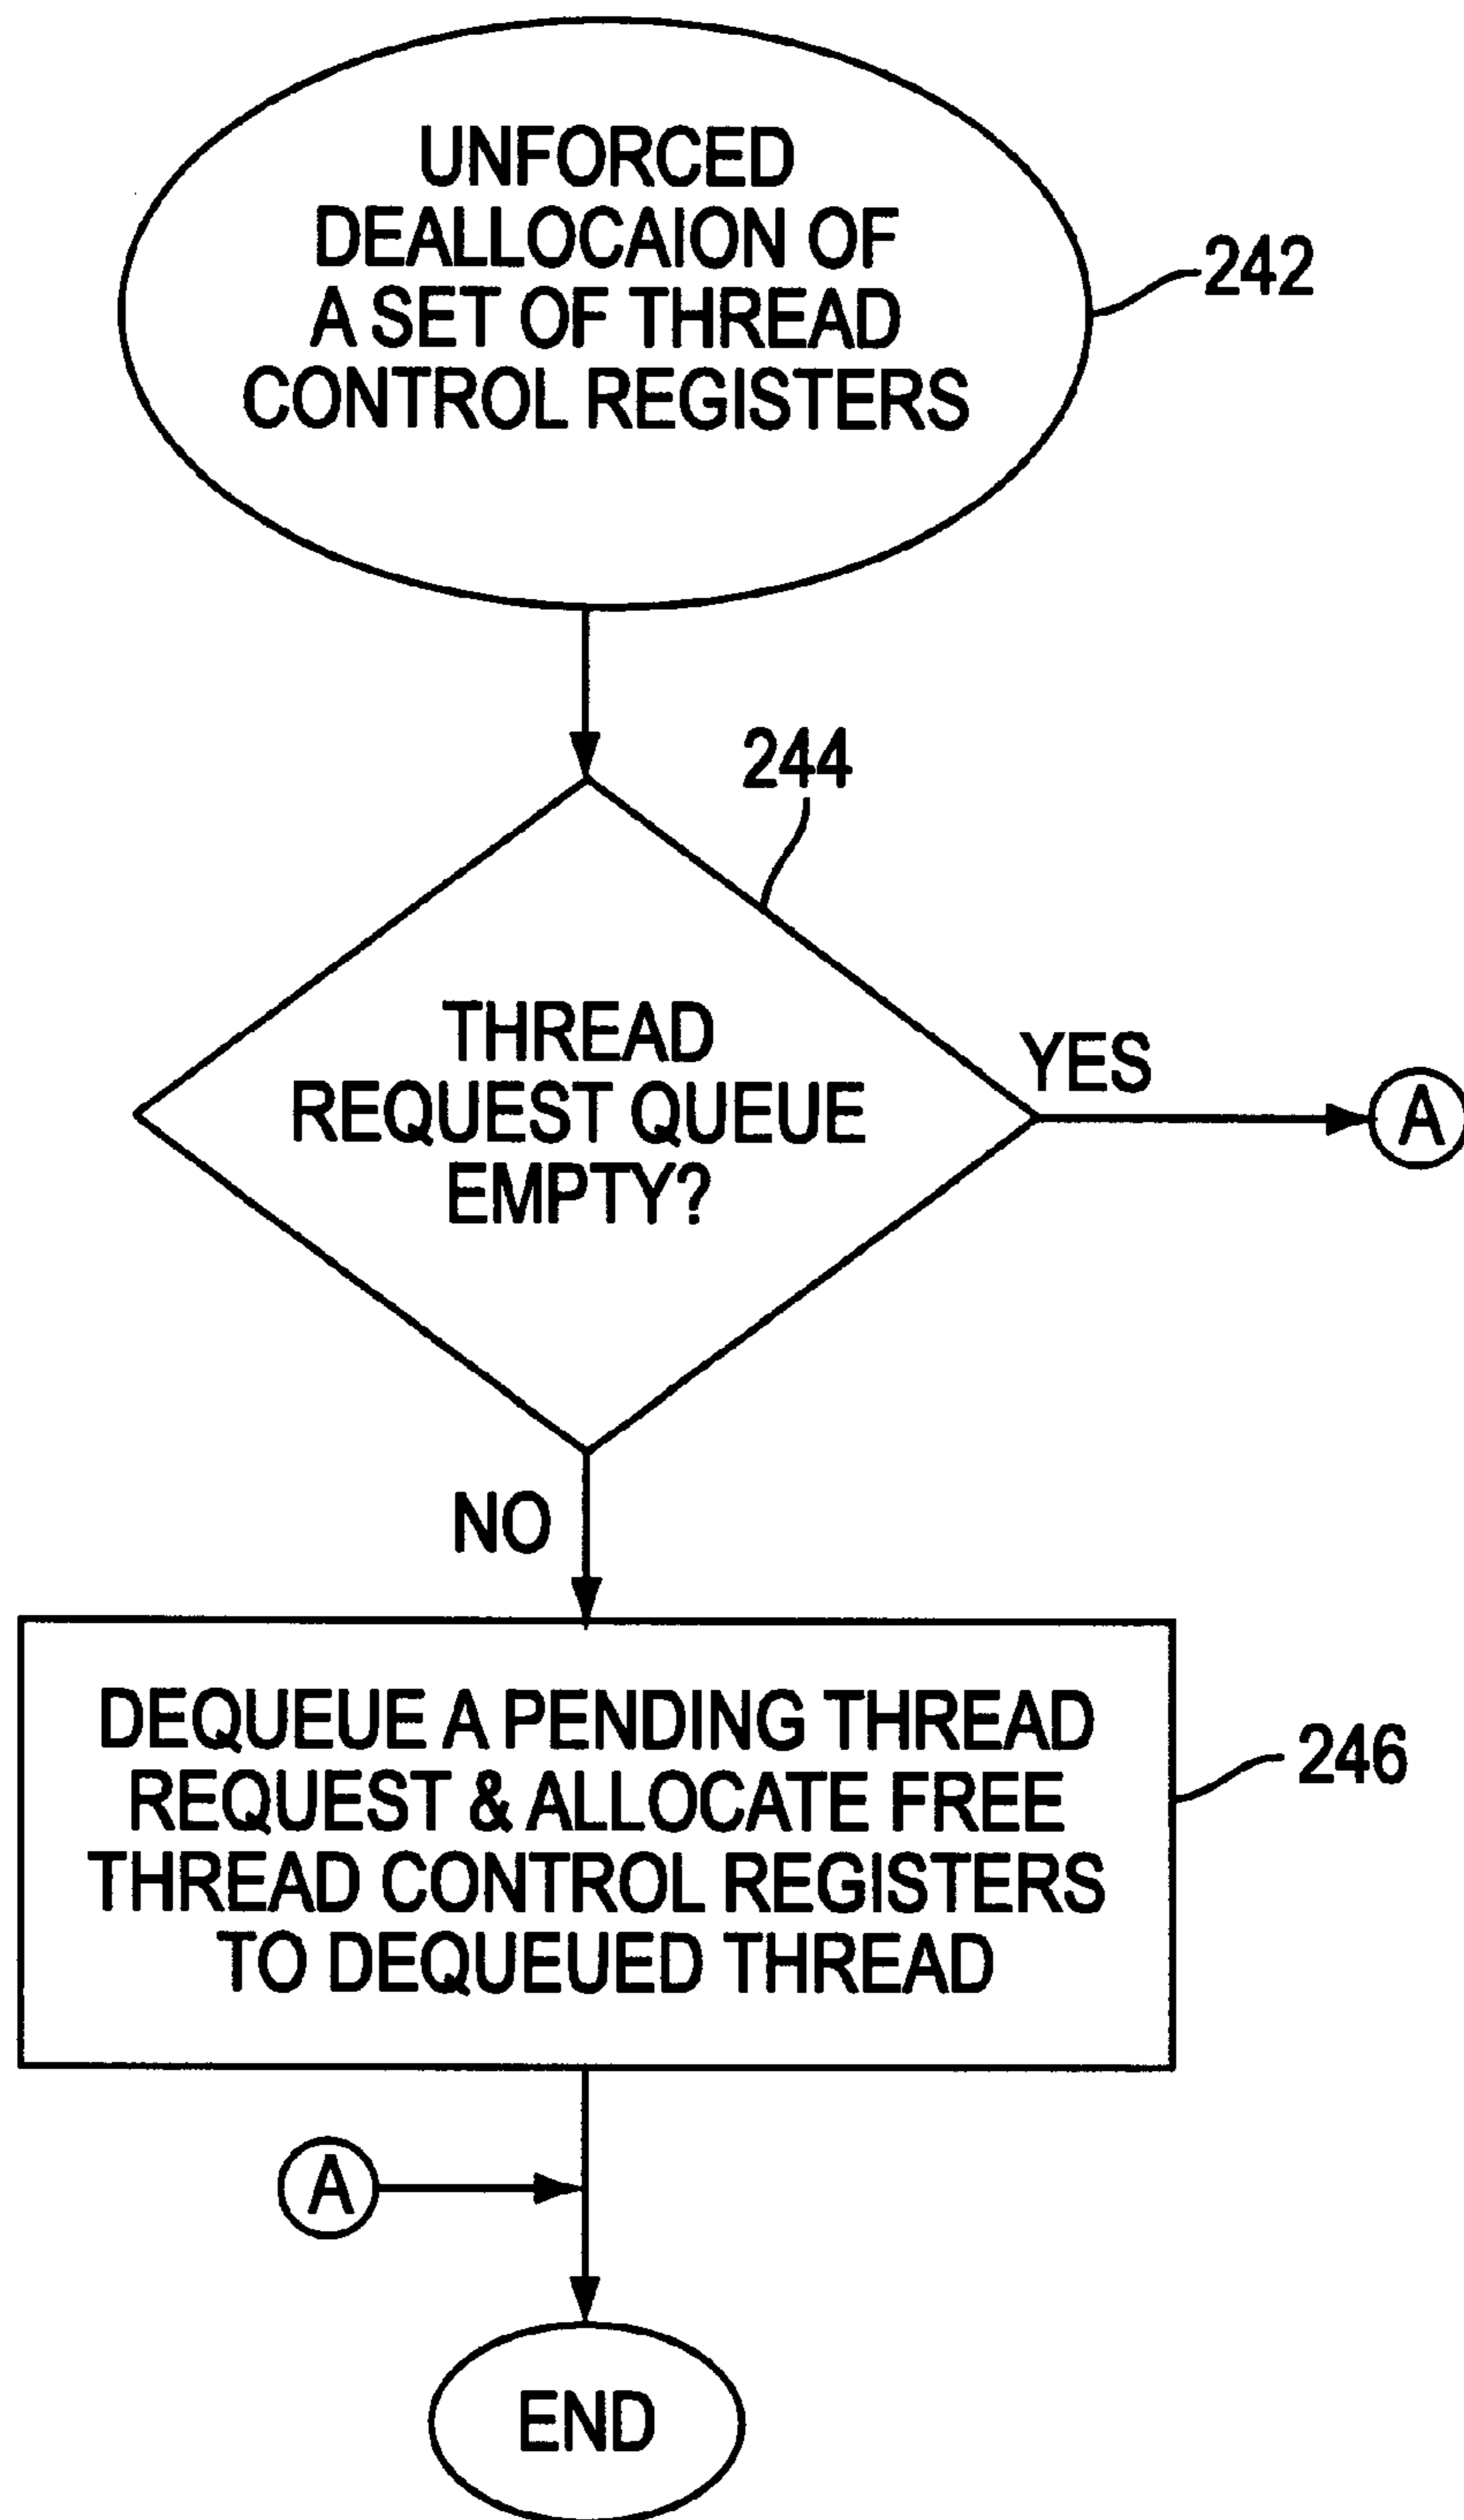 UNFORCED
DEALLOCAION OF
A SET OF THREAD
CONTROL REGISTERS
242
244
THREAD
REQUEST QUEUE
EMPTY?
YES
A
NO
DEQUEUE A PENDING THREAD
REQUEST & ALLOCATE FREE
THREAD CONTROL REGISTERS
TO DEQUEUED THREAD
246
A
END